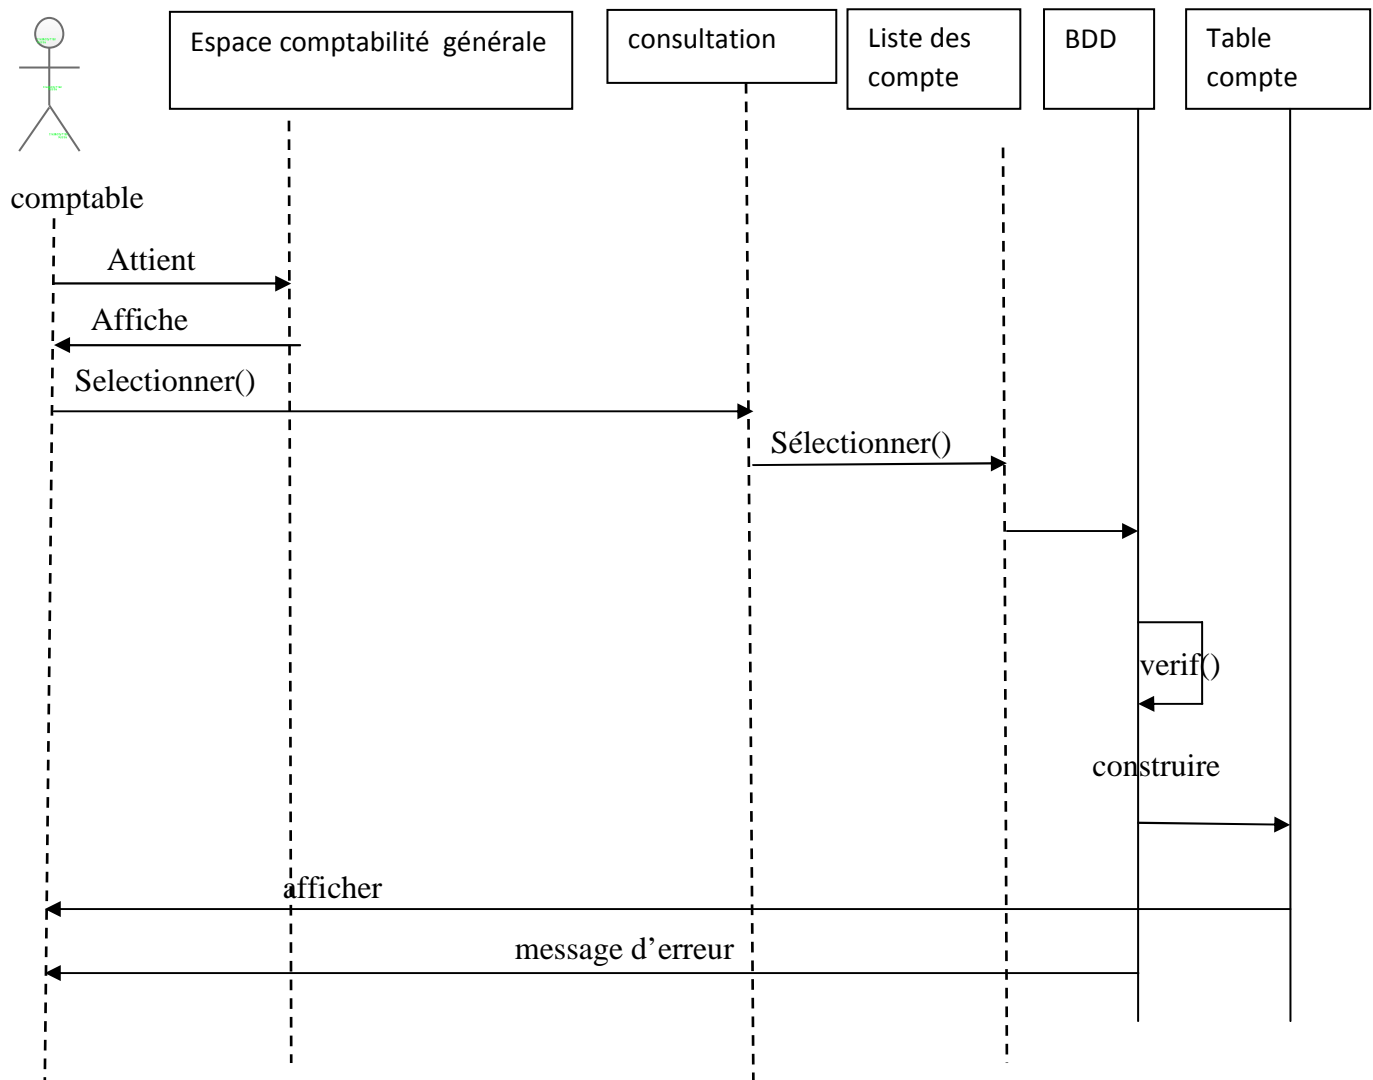 Espace comptabilité générale
consultation
Liste des
compte
BDD
Table
compte
comptable
Attient
Affiche
Selectionner()
Sélectionner()
verif()
construire
afficher
message d'erreur